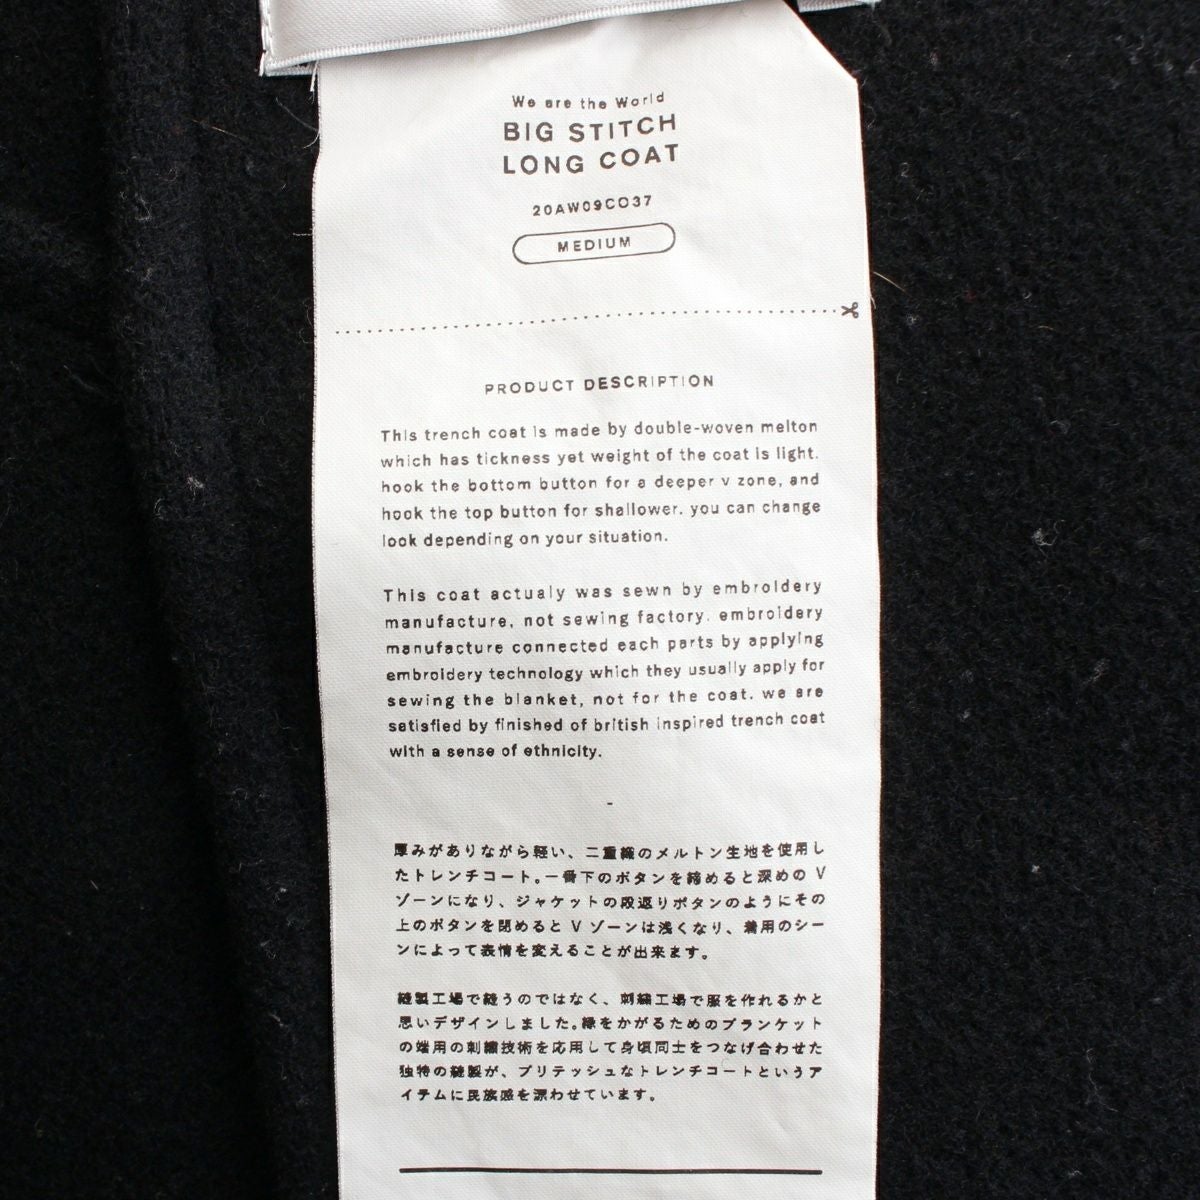 We are the World
BIG STITCH
LONG COAT
20AW09CO37
MEDIUM
PRODUCT DESCRIPTION
This trench coat is made by double-woven melton
which has tickness yet weight of the coat is light.
hook the bottom button for a deeper v zone, and
hook the top button for shallower. you can change
look depending on your situation.
This coat actualy was sewn by embroidery
manufacture, not sewing factory. embroidery
manufacture connected each parts by applying
embroidery technology which they usually apply for
sewing the blanket, not for the coat. we are
satisfied by finished of british inspired trench coat
with a sense of ethnicity.
-
厚みがありながら軽い、二重織のメルトン生地を使用し
たトレンチコート。一番下のボタンを締めると深めの V
ゾーンになり、ジャケットの段返りボタンのようにその
上のボタンを閉めると V ゾーンは浅くなり、着用のシー
ンによって表情を変えることが出来ます。
縫製工場で縫うのではなく、刺繍工場で服を作れるかと
思いデザインしました。縁をかがるためのブランケット
の端用の刺繍技術を応用して身頃同士をつなげ合わせた
独特の縫製が、ブリテッシュなトレンチコートというア
イテムに民族感を漂わせています。